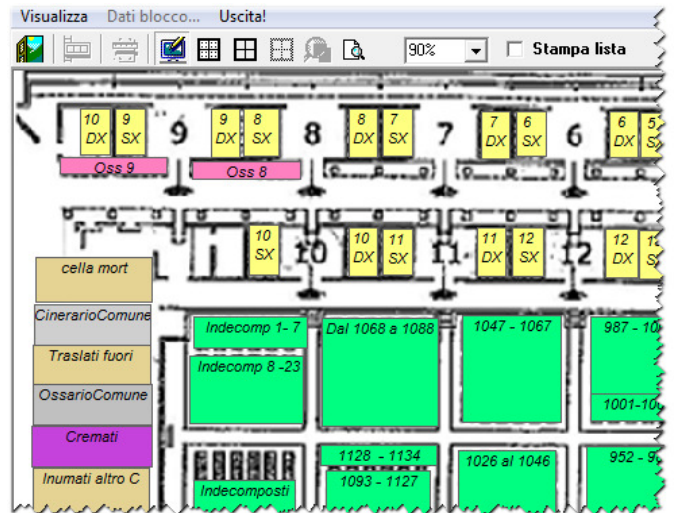 Visualizza Dati blocco... Uscita!
90% Stampa lista
10 DX 9 SX 9 9 DX 8 SX 8 8 DX 7 SX 7 7 DX 6 SX 6 6 DX 5
Oss 9 Oss 8
10 SX 10 10 DX 11 SX 11 11 DX 12 SX 12 12 DX
cella mort
CinerarioComune Indecomp 1- 7 Dal 1068 a 1088 1047 - 1067 987 -
Traslati fuori Indecomp 8 -23
OssarioComune
Cremati
1128 - 1134 1026 al 1046 952 -
Inumati altro C Indecomposti 1093 - 1127